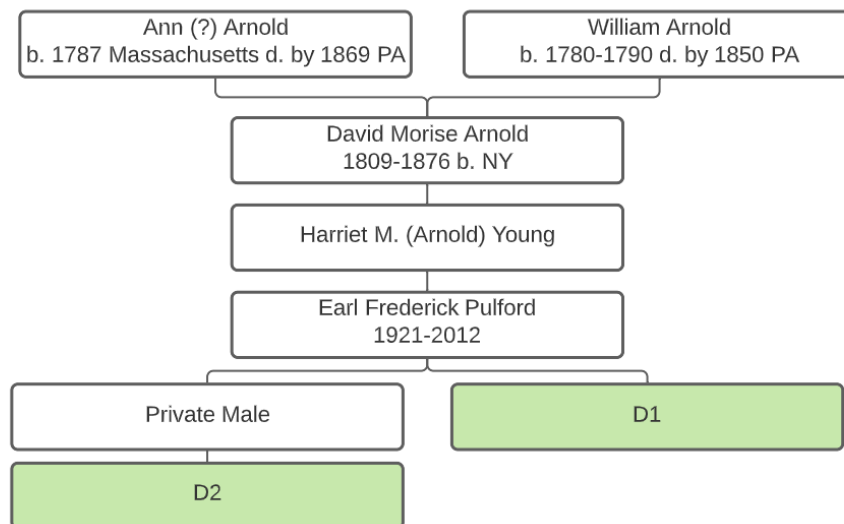 Ann (?) Arnold
b. 1787 Massachusetts d. by 1869 PA
William Arnold
b. 1780-1790 d. by 1850 PA
David Morise Arnold
1809-1876 b. NY
Harriet M. (Arnold) Young
Earl Frederick Pulford
1921-2012
Private Male
D1
D2